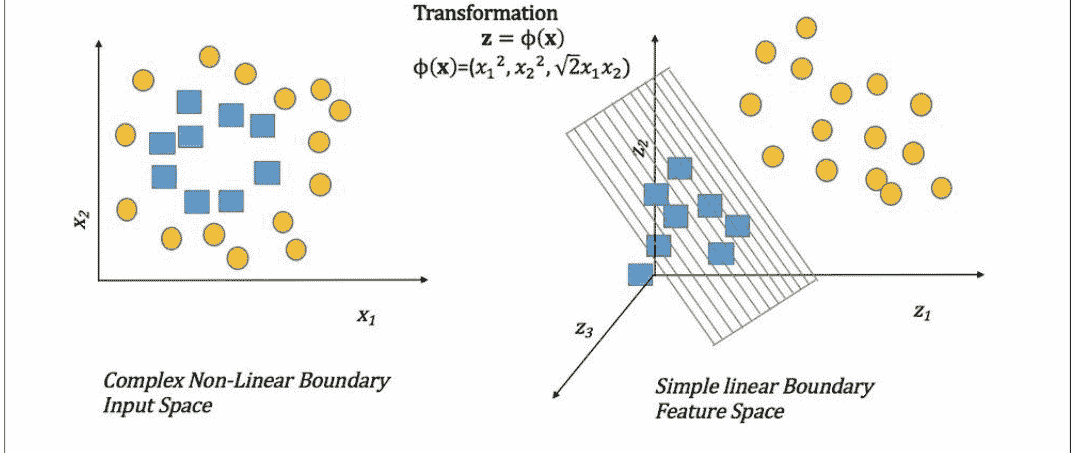 Transformation
z = ϕ(x)
ϕ(x)=(x₁², x₂², √2x₁x₂)
x₂
x₁
Complex Non-Linear Boundary
Input Space
z₂
z₁
z₃
Simple linear Boundary
Feature Space